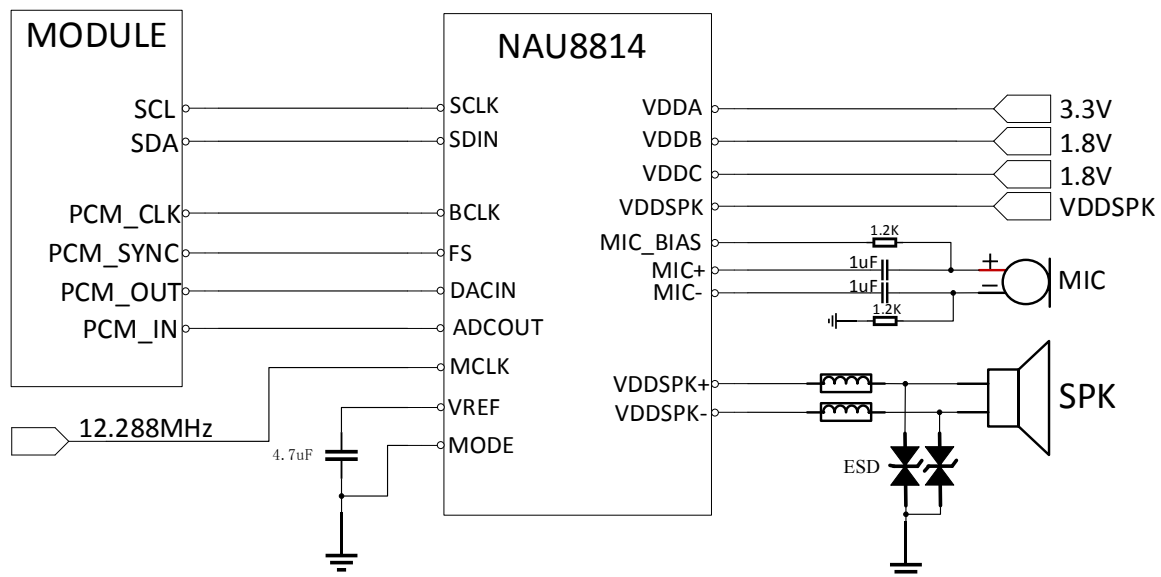 MODULE
SCL
SDA
PCM_CLK
PCM_SYNC
PCM_OUT
PCM_IN
12.288MHz
4.7uF
NAU8814
SCLK
SDIN
BCLK
FS
DACIN
ADCOUT
MCLK
VREF
MODE
VDDA
VDDB
VDDC
VDDSPK
MIC_BIAS
MIC+
MIC-
VDDSPK+
VDDSPK-
3.3V
1.8V
1.8V
VDDSPK
1.2K
1uF
1uF
1.2K
+
−
MIC
SPK
ESD